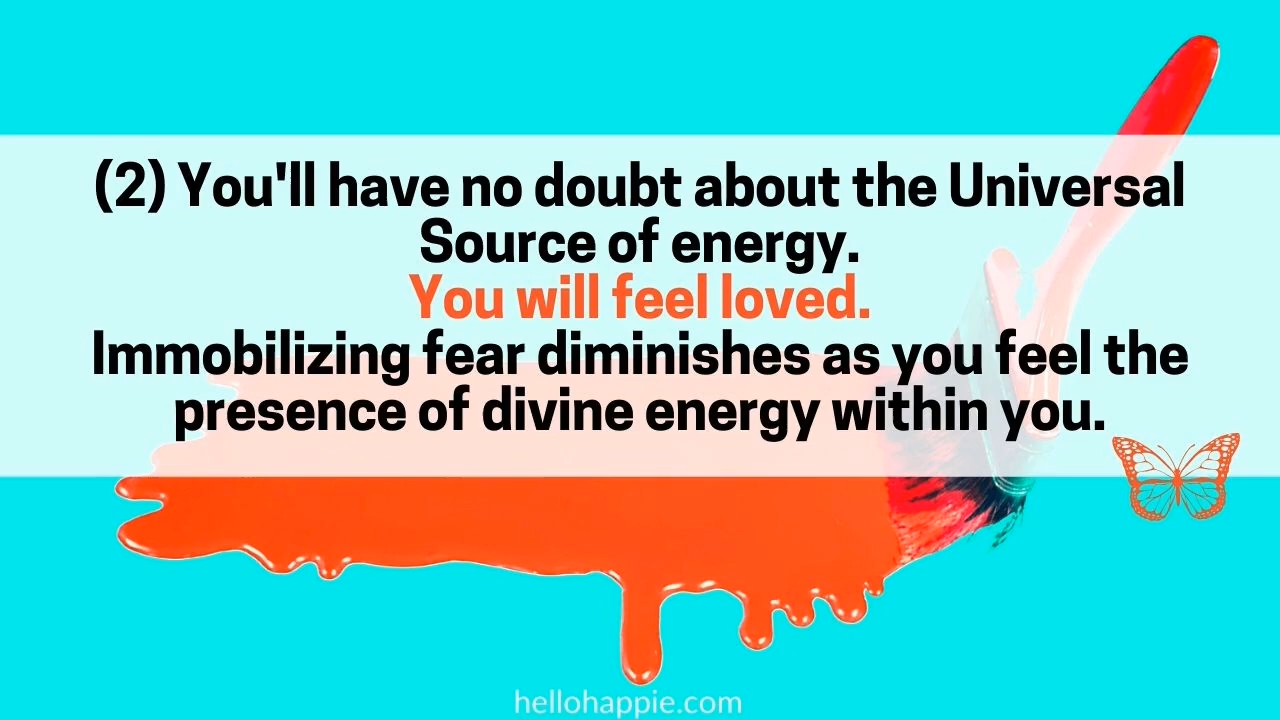 (2) You'll have no doubt about the Universal
Source of energy.
You will feel loved.
Immobilizing fear diminishes as you feel the
presence of divine energy within you.
hellohappie.com